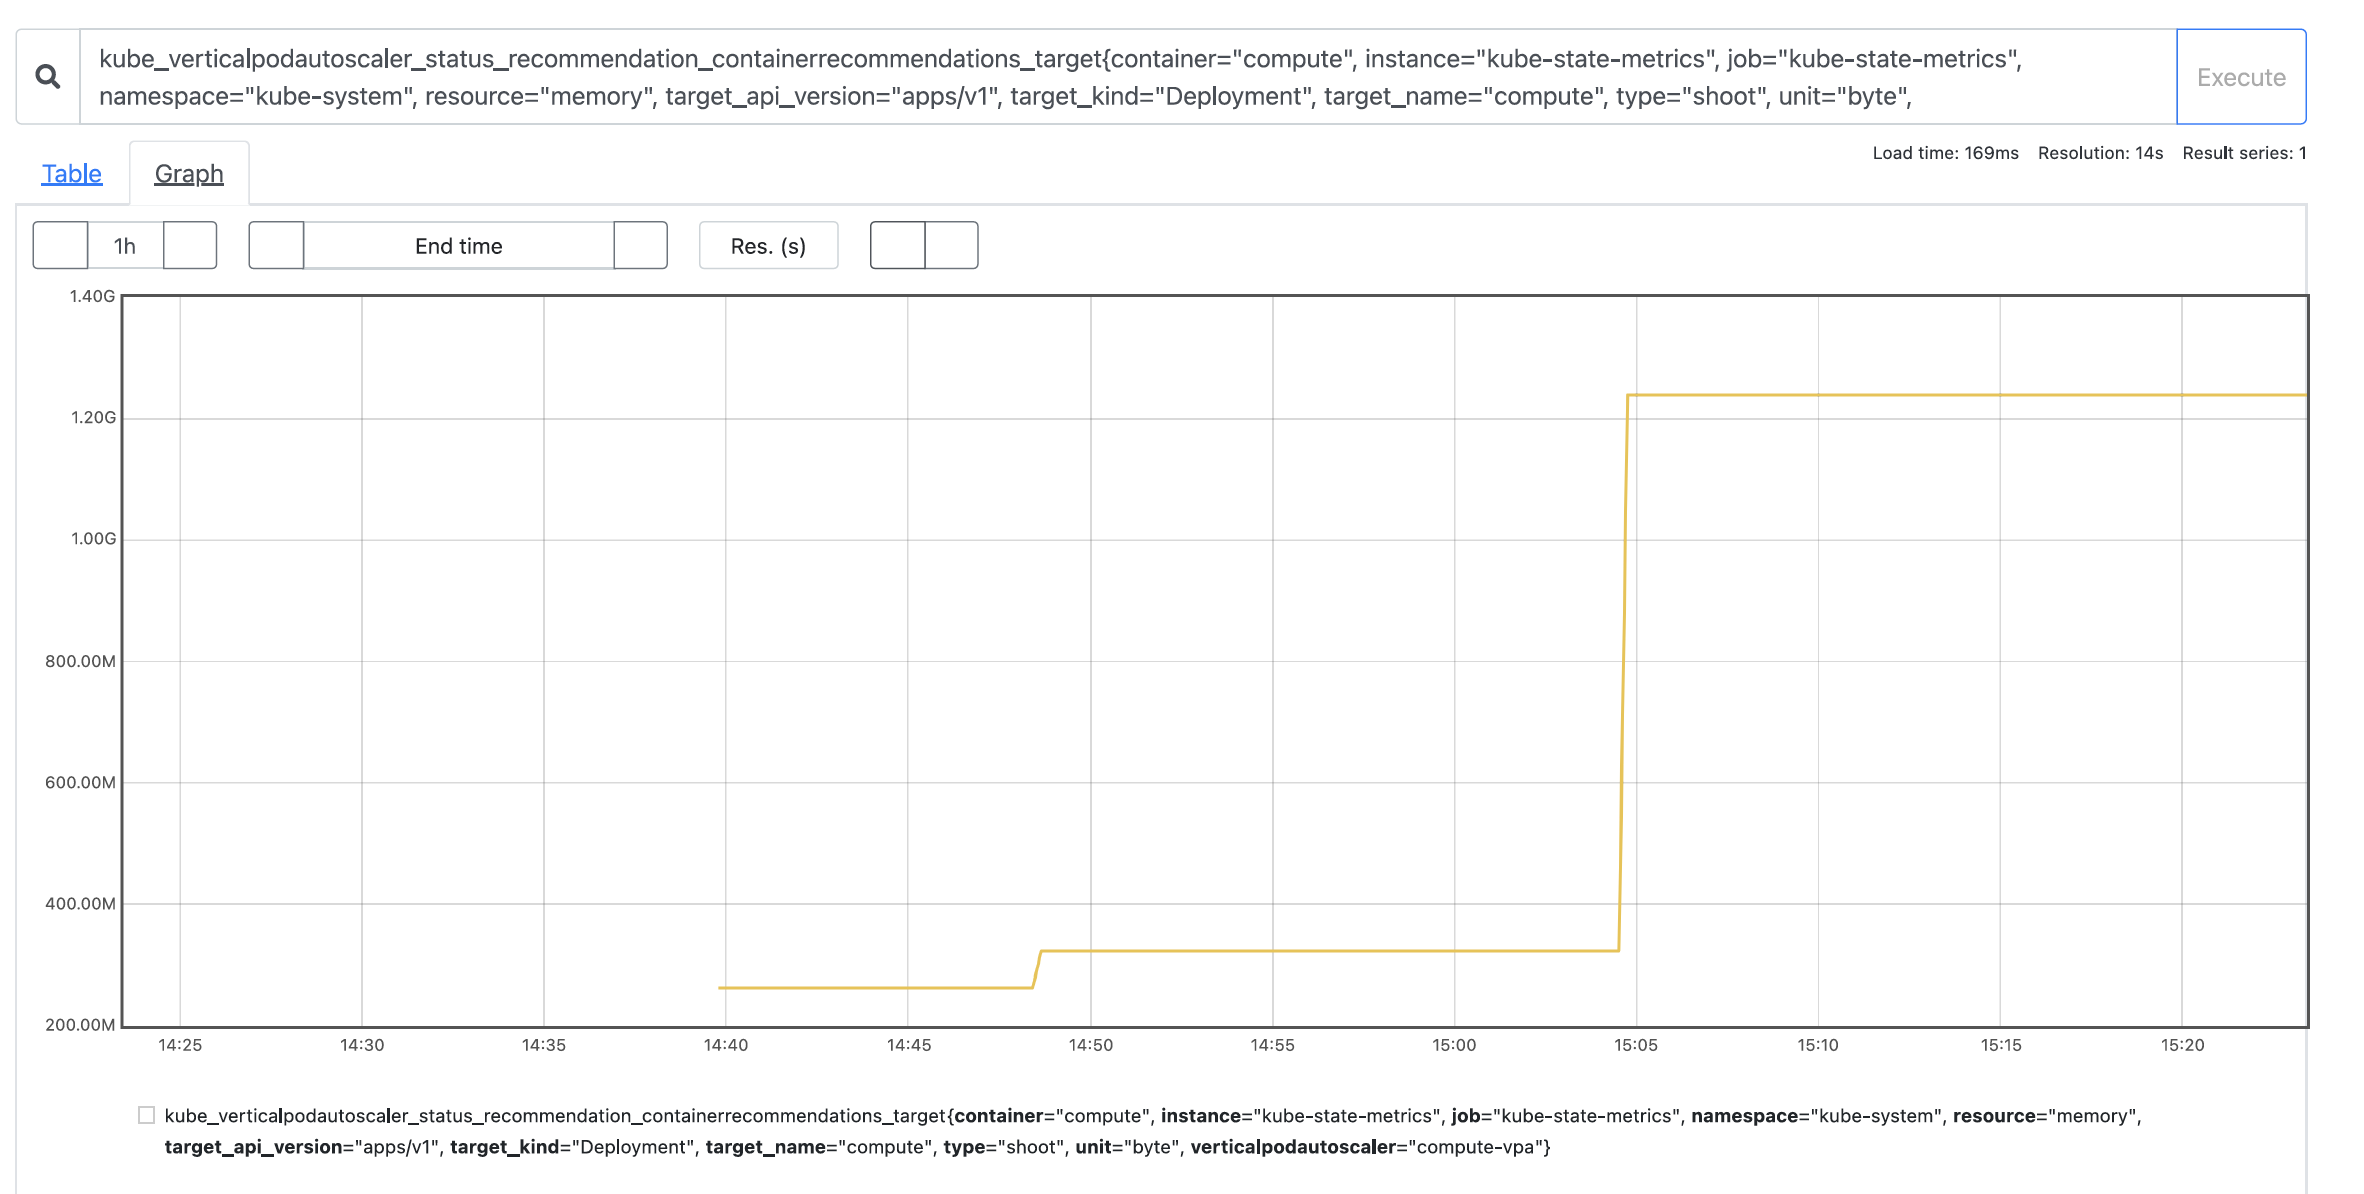 kube_verticalpodautoscaler_status_recommendation_containerrecommendations_target{container="compute", instance="kube-state-metrics", job="kube-state-metrics",
namespace="kube-system", resource="memory", target_api_version="apps/v1", target_kind="Deployment", target_name="compute", type="shoot", unit="byte",
Execute
Load time: 169ms Resolution: 14s Result series: 1
Table Graph
1h End time Res. (s)
1.40G
1.20G
1.00G
800.00M
600.00M
400.00M
200.00M
14:25 14:30 14:35 14:40 14:45 14:50 14:55 15:00 15:05 15:10 15:15 15:20
kube_verticalpodautoscaler_status_recommendation_containerrecommendations_target{container="compute", instance="kube-state-metrics", job="kube-state-metrics", namespace="kube-system", resource="memory",
target_api_version="apps/v1", target_kind="Deployment", target_name="compute", type="shoot", unit="byte", verticalpodautoscaler="compute-vpa"}